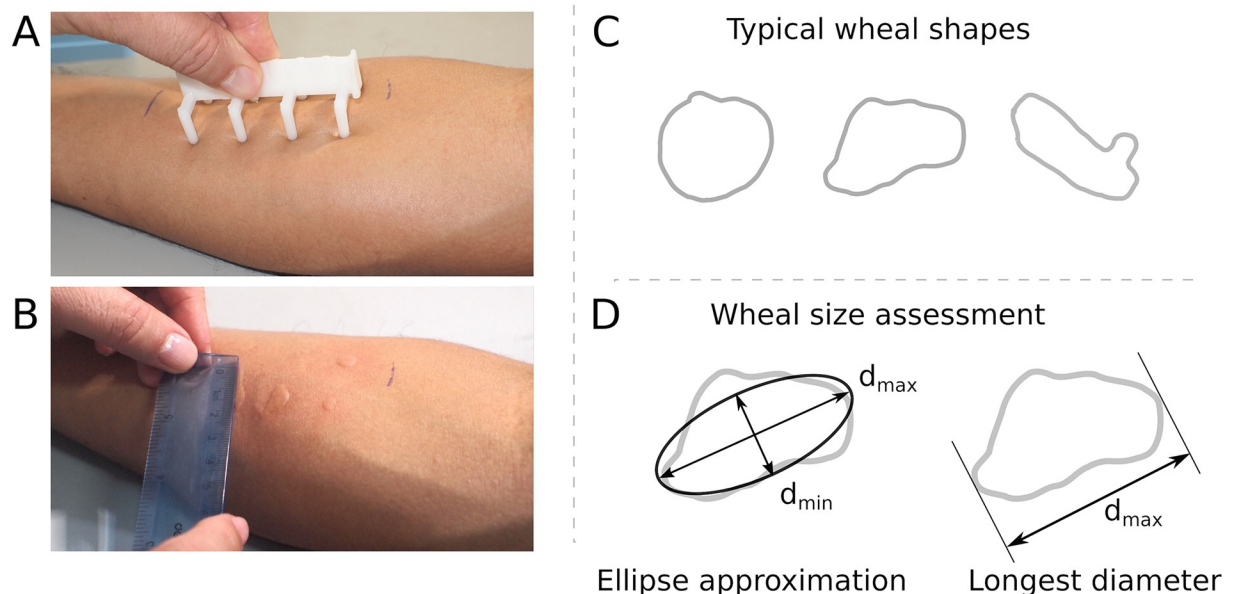 A
B
C
Typical wheal shapes
D
Wheal size assessment
dmax
dmin
dmax
Ellipse approximation
Longest diameter